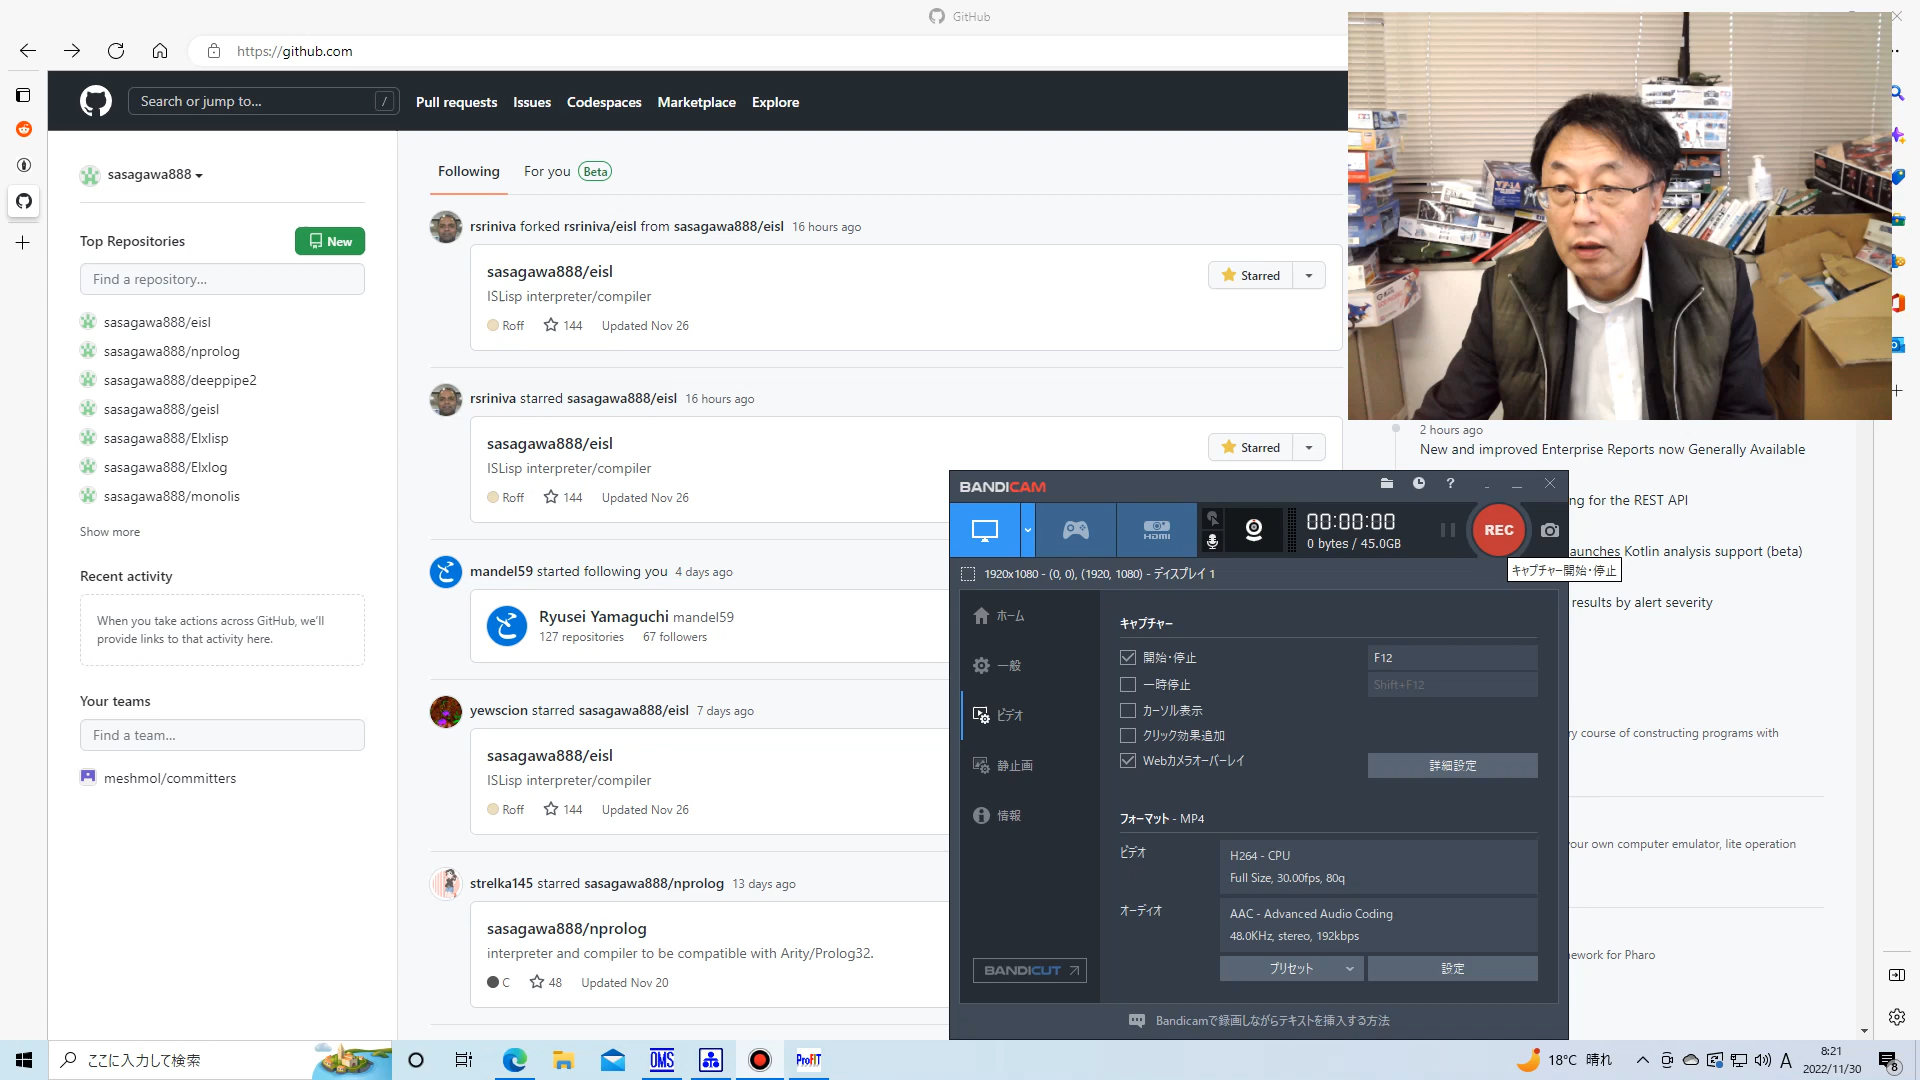 GitHub
https://github.com
Search or jump to...
/
Pull requests
Issues
Codespaces
Marketplace
Explore
sasagawa888
Top Repositories
New
Find a repository...
sasagawa888/eisl
sasagawa888/nprolog
sasagawa888/deeppipe2
sasagawa888/geisl
sasagawa888/Elxlisp
sasagawa888/Elxlog
sasagawa888/monolis
Show more
Recent activity
When you take actions across GitHub, we'll
provide links to that activity here.
Your teams
Find a team...
meshmol/committers
Following
For you
Beta
rsriniva forked rsriniva/eisl from sasagawa888/eisl 16 hours ago
sasagawa888/eisl
Starred
ISLisp interpreter/compiler
Roff
144
Updated Nov 26
rsriniva starred sasagawa888/eisl 16 hours ago
sasagawa888/eisl
Starred
ISLisp interpreter/compiler
Roff
144
Updated Nov 26
mandel59 started following you 4 days ago
Ryusei Yamaguchi mandel59
127 repositories 67 followers
yewscion starred sasagawa888/eisl 7 days ago
sasagawa888/eisl
ISLisp interpreter/compiler
Roff
144
Updated Nov 26
strelka145 starred sasagawa888/nprolog 13 days ago
sasagawa888/nprolog
interpreter and compiler to be compatible with Arity/Prolog32.
C
48
Updated Nov 20
2 hours ago
New and improved Enterprise Reports now Generally Available
ng for the REST API
aunches Kotlin analysis support (beta)
results by alert severity
ry course of constructing programs with
our own computer emulator, lite operation
ework for Pharo
BANDICAM
?
HDMI
00:00:00
0 bytes / 45.0GB
REC
キャプチャー開始・停止
1920x1080 - (0, 0), (1920, 1080) - ディスプレイ 1
ホーム
一般
ビデオ
静止画
情報
BANDICUT
キャプチャー
開始・停止
F12
一時停止
Shift+F12
カーソル表示
クリック効果追加
Webカメラオーバーレイ
詳細設定
フォーマット - MP4
ビデオ
H264 - CPU
Full Size, 30.00fps, 80q
オーディオ
AAC - Advanced Audio Coding
48.0KHz, stereo, 192kbps
プリセット
設定
Bandicamで録画しながらテキストを挿入する方法
ここに入力して検索
OMS
ProFIT
18°C 晴れ
A
8:21
2022/11/30
8